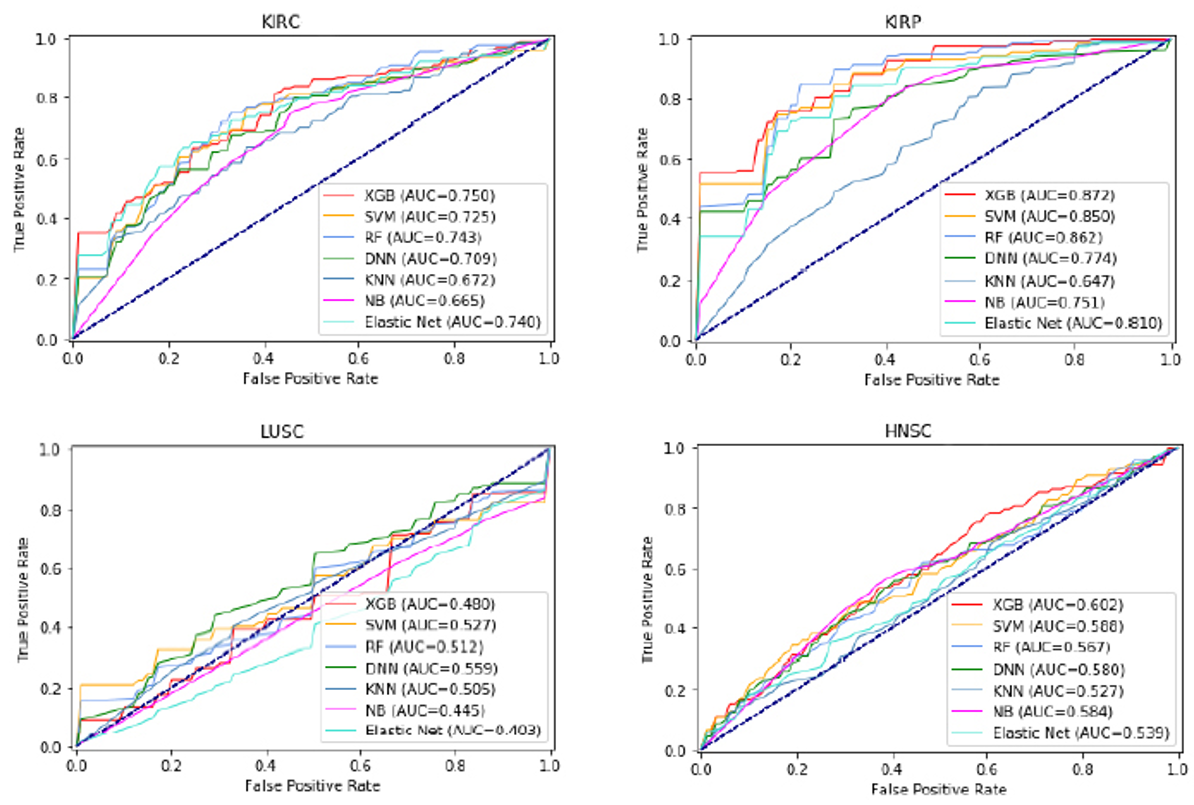 KIRC
True Positive Rate
1.0
0.8
0.6
0.4
0.2
0.0
XGB (AUC=0.750)
SVM (AUC=0.725)
RF (AUC=0.743)
DNN (AUC=0.709)
KNN (AUC=0.672)
NB (AUC=0.665)
Elastic Net (AUC=0.740)
0.0 0.2 0.4 0.6 0.8 1.0
False Positive Rate
KIRP
True Positive Rate
1.0
0.8
0.6
0.4
0.2
0.0
XGB (AUC=0.872)
SVM (AUC=0.850)
RF (AUC=0.862)
DNN (AUC=0.774)
KNN (AUC=0.647)
NB (AUC=0.751)
Elastic Net (AUC=0.810)
0.0 0.2 0.4 0.6 0.8 1.0
False Positive Rate
LUSC
True Positive Rate
1.0
0.8
0.6
0.4
0.2
0.0
XGB (AUC=0.480)
SVM (AUC=0.527)
RF (AUC=0.512)
DNN (AUC=0.559)
KNN (AUC=0.505)
NB (AUC=0.445)
Elastic Net (AUC=0.403)
0.0 0.2 0.4 0.6 0.8 1.0
False Positive Rate
HNSC
True Positive Rate
1.0
0.8
0.6
0.4
0.2
0.0
XGB (AUC=0.602)
SVM (AUC=0.588)
RF (AUC=0.567)
DNN (AUC=0.580)
KNN (AUC=0.527)
NB (AUC=0.584)
Elastic Net (AUC=0.539)
0.0 0.2 0.4 0.6 0.8 1.0
False Positive Rate